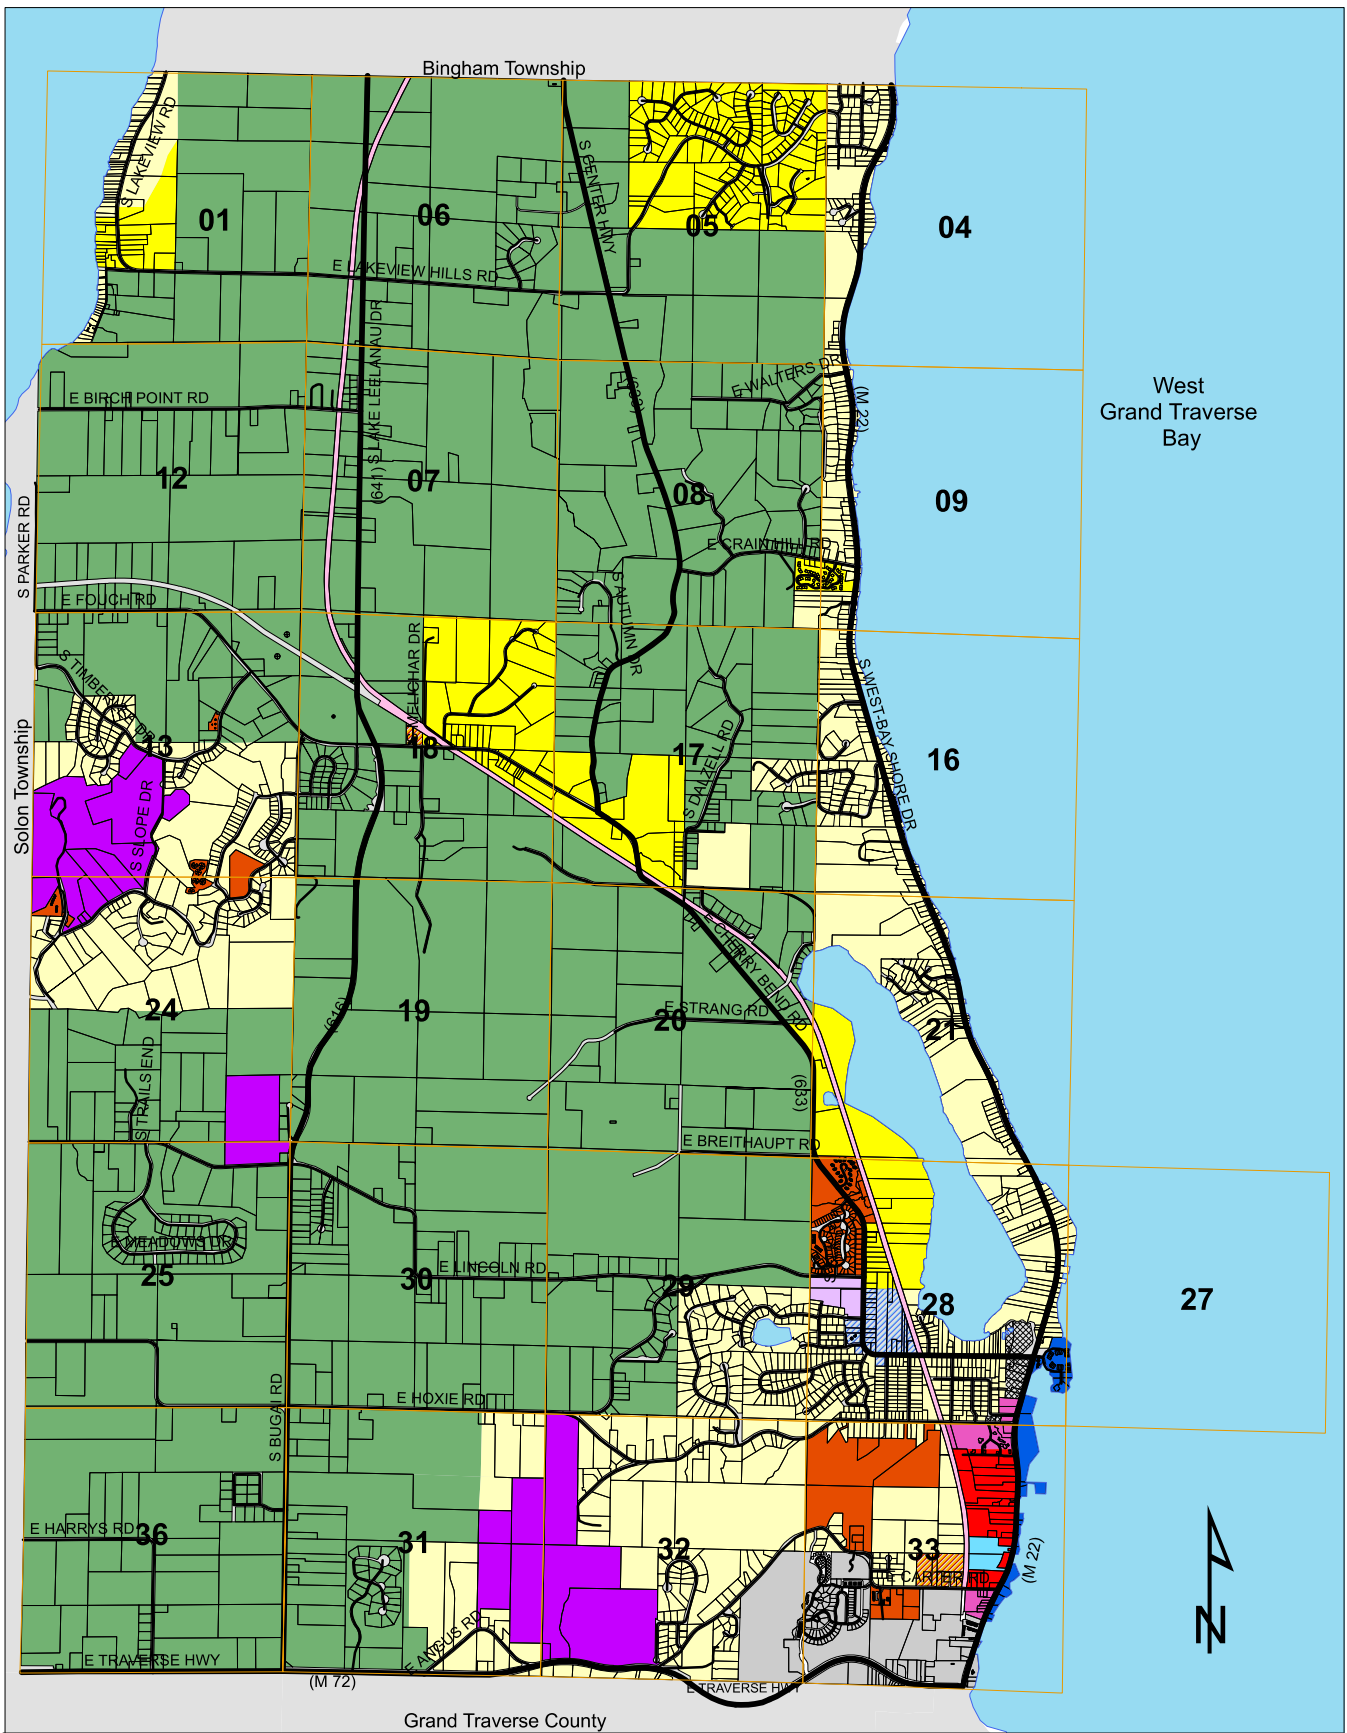 Bingham Township
S LAKEVIEW RD
S CENTER HWY
01
06
05
04
E LAKEVIEW HILLS RD
(641) S LAKE LEELANAU DR
E WALTERS DR
(633)
(M 22)
West
Grand Traverse
Bay
E BIRCH POINT RD
12
07
08
09
S PARKER RD
E CRAIN HILL RD
E FOUCH RD
S AUTUMN DR
S MELICHAR DR
S TIMBERLEE DR
S WEST-BAY SHORE DR
Solon Township
13
18
17
16
S DALZELL RD
S SLOPE DR
E CHERRY BEND RD
24
(616)
19
E STRANG RD
20
21
S TRAILS END
(633)
E BREITHAUPT RD
E MEADOWS DR
25
30
E LINCOLN RD
29
28
27
S BUGAI RD
E HOXIE RD
E HARRYS RD
36
31
32
33
E CARTER RD
(M 22)
E ANGUS RD
E TRAVERSE HWY
(M 72)
E TRAVERSE HWY
N
Grand Traverse County